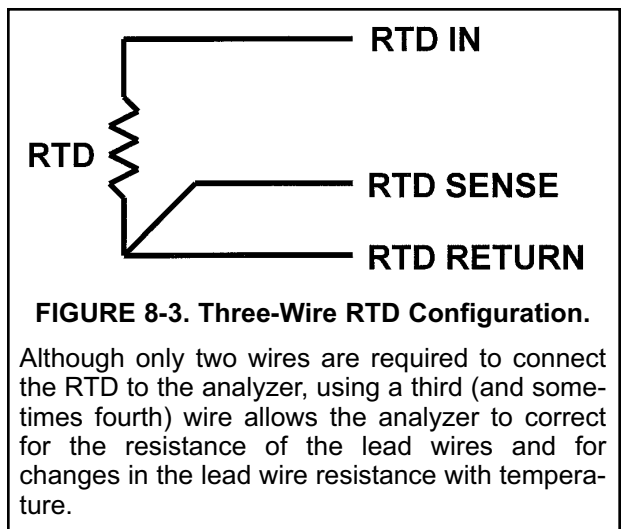 RTD IN
RTD
RTD SENSE
RTD RETURN
FIGURE 8-3. Three-Wire RTD Configuration.
Although only two wires are required to connect
the RTD to the analyzer, using a third (and some-
times fourth) wire allows the analyzer to correct
for the resistance of the lead wires and for
changes in the lead wire resistance with tempera-
ture.